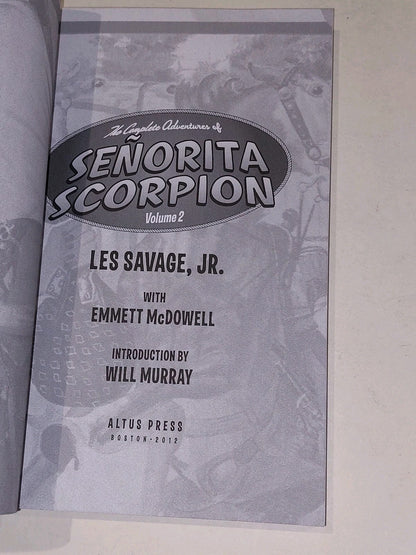 The Complete Adventures of
SEÑORITA
SCORPION
Volume 2
LES SAVAGE, JR.
WITH
EMMETT McDOWELL
INTRODUCTION BY
WILL MURRAY
ALTUS PRESS
BOSTON • 2012